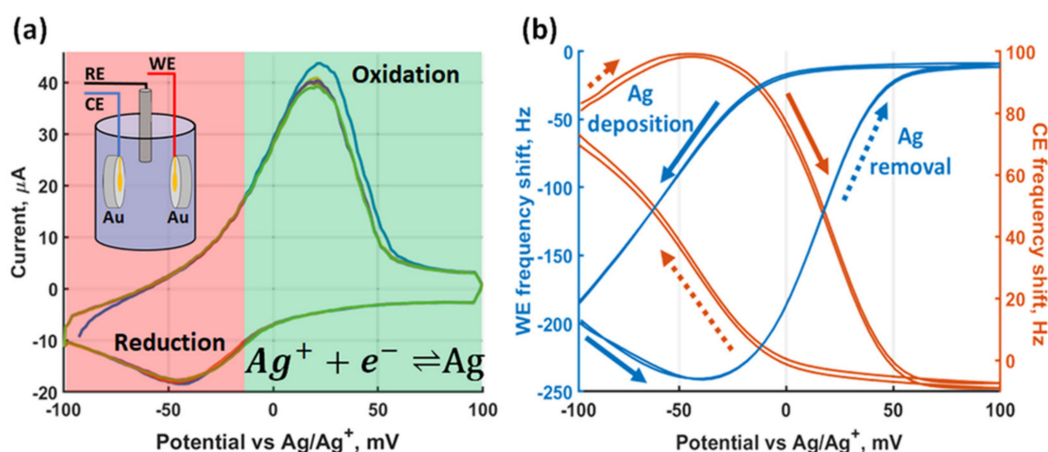 (a)
40
30
20
10
0
-10
-20
Current, μA
WE
RE
CE
Au
Au
Oxidation
Reduction
Ag⁺ + e⁻ ⇌ Ag
-100
-50
0
50
100
Potential vs Ag/Ag⁺, mV
(b)
0
-50
-100
-150
-200
-250
WE frequency shift, Hz
Ag
deposition
Ag
removal
100
80
60
40
20
0
CE frequency shift, Hz
-100
-50
0
50
100
Potential vs Ag/Ag⁺, mV